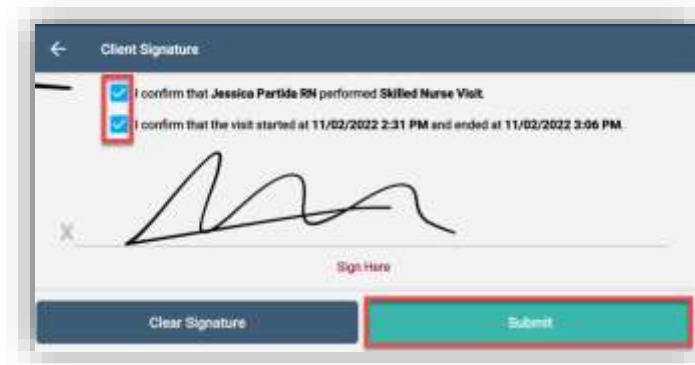 Client Signature
I confirm that Jessica Partida RN performed Skilled Nurse Visit.
I confirm that the visit started at 11/02/2022 2:31 PM and ended at 11/02/2022 3:06 PM.
X
Sign Here
Clear Signature Submit